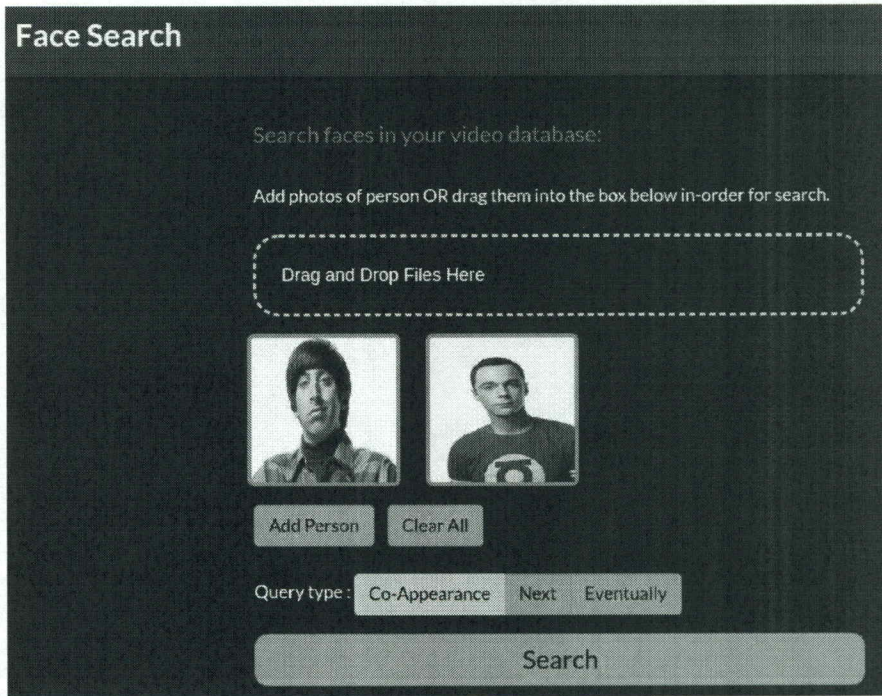 Face Search
Search faces in your video database:
Add photos of person OR drag them into the box below in-order for search.
Drag and Drop Files Here
Add Person Clear All
Query type : Co-Appearance Next Eventually
Search